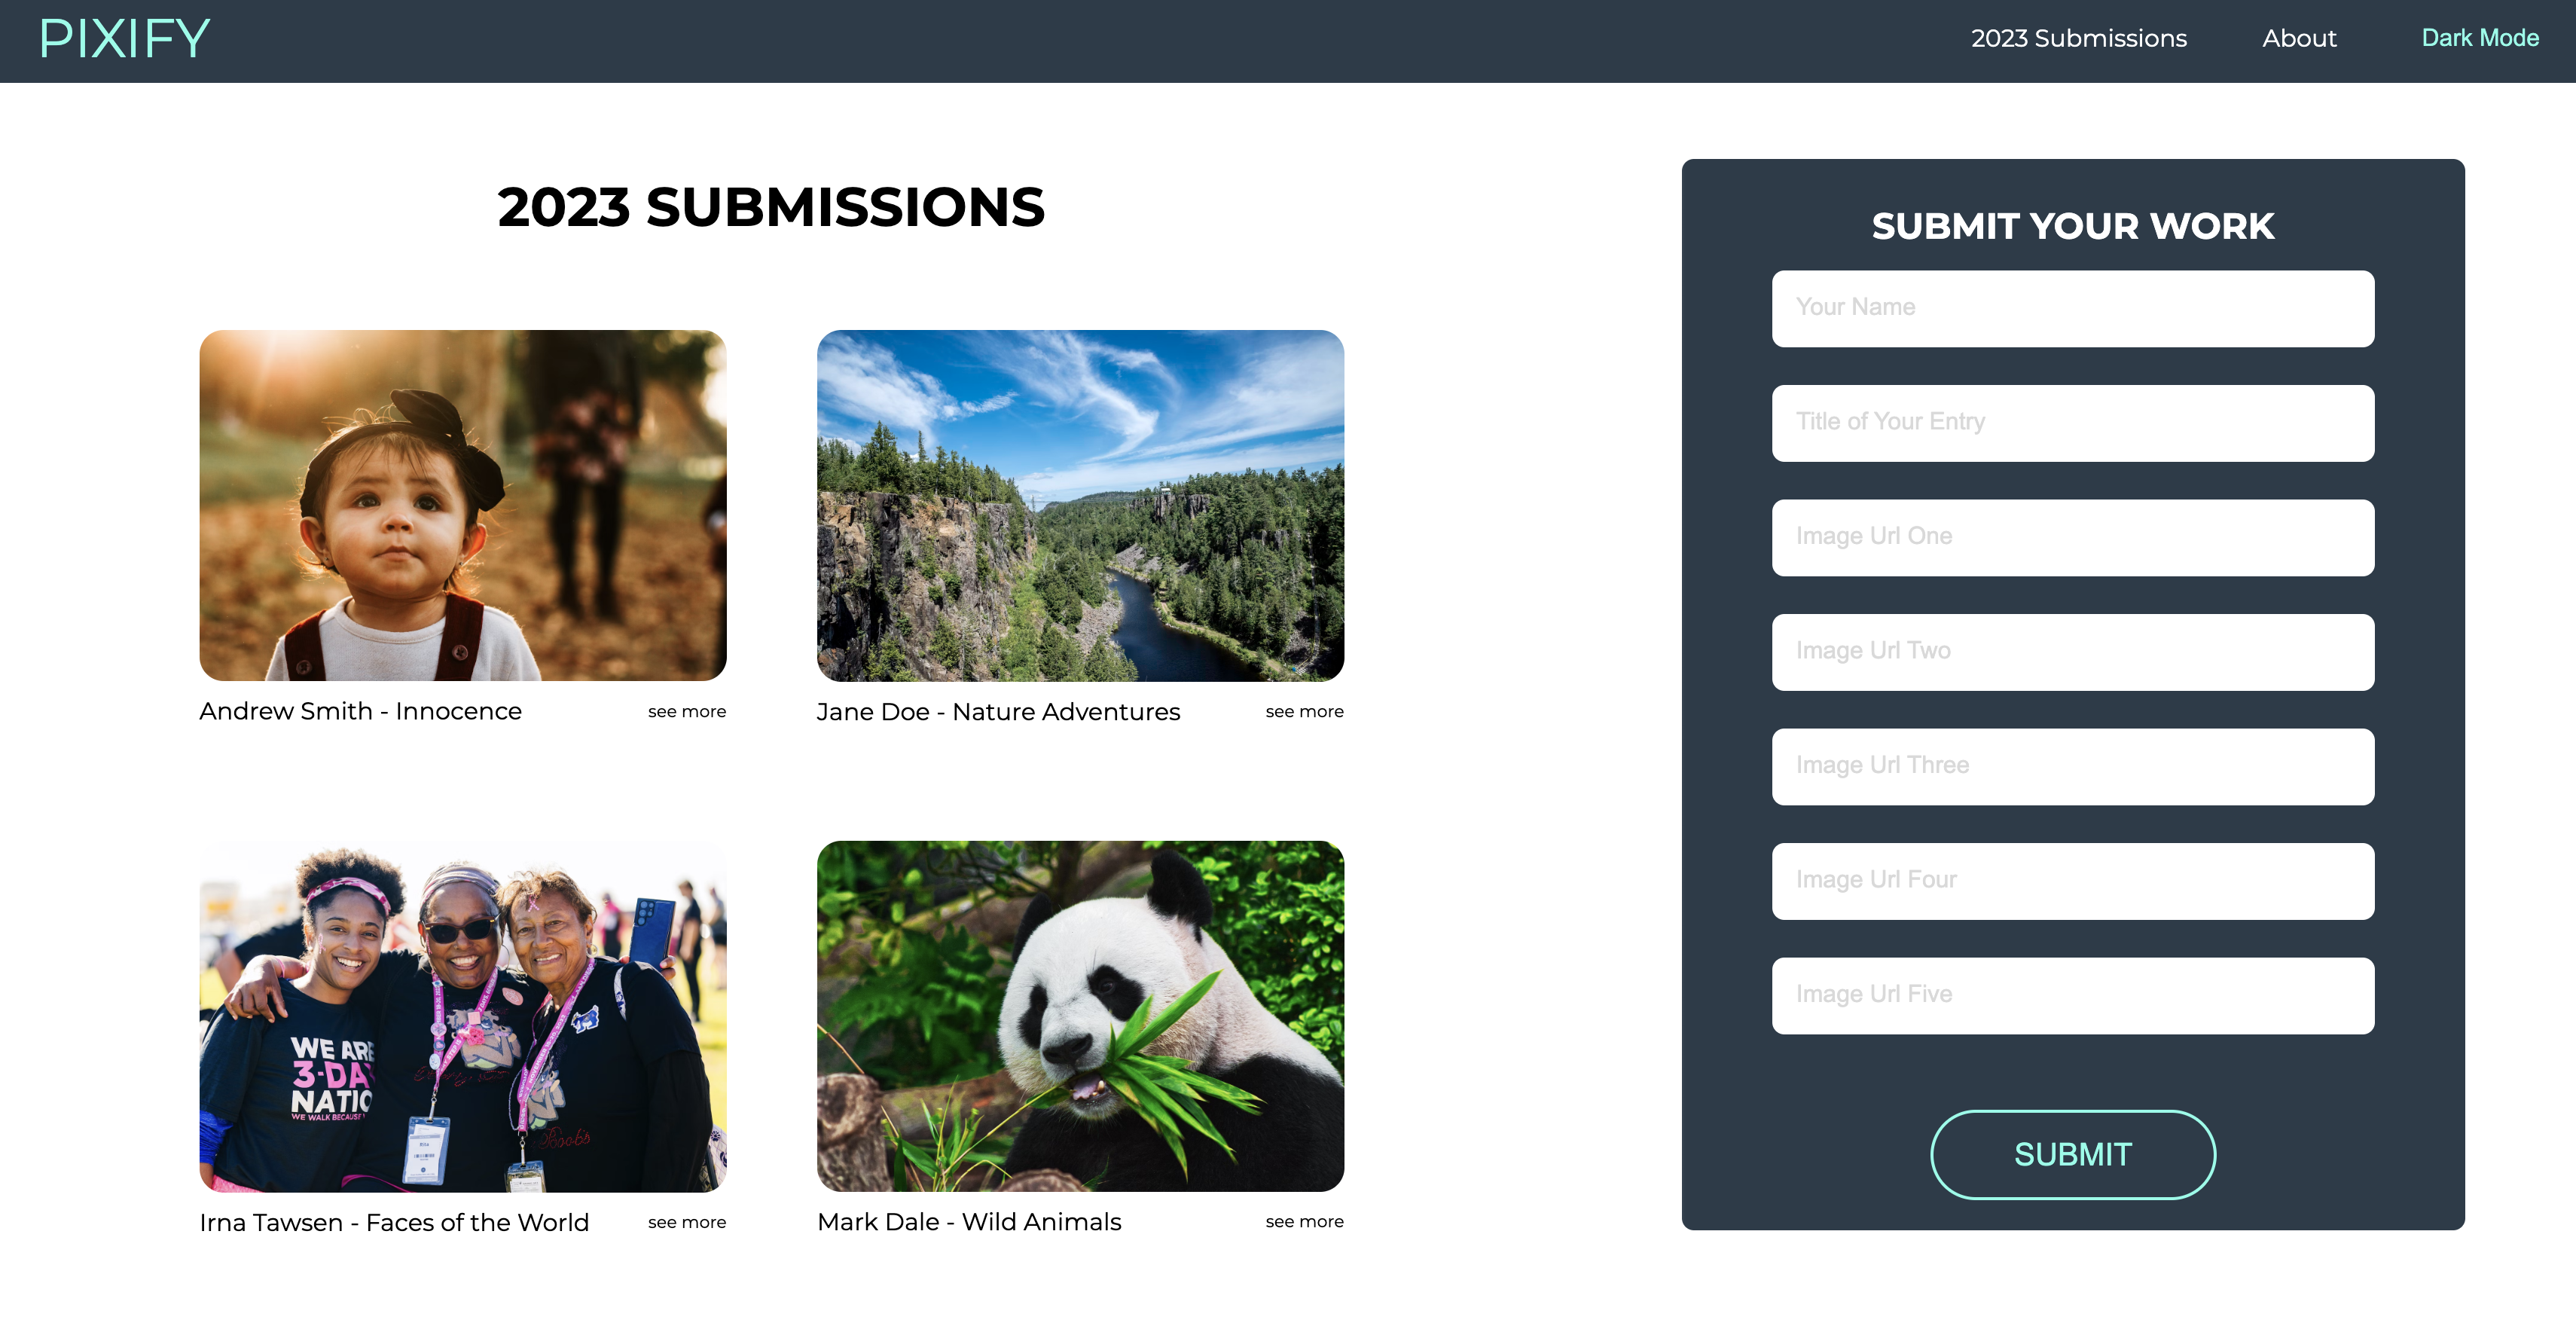 PIXIFY
2023 Submissions
About
Dark Mode
2023 SUBMISSIONS
Andrew Smith - Innocence
see more
Jane Doe - Nature Adventures
see more
WE ARE
NATIO
WE WALK BECAUSE
Irna Tawsen - Faces of the World
see more
Mark Dale - Wild Animals
see more
SUBMIT YOUR WORK
Your Name
Title of Your Entry
Image Url One
Image Url Two
Image Url Three
Image Url Four
Image Url Five
SUBMIT